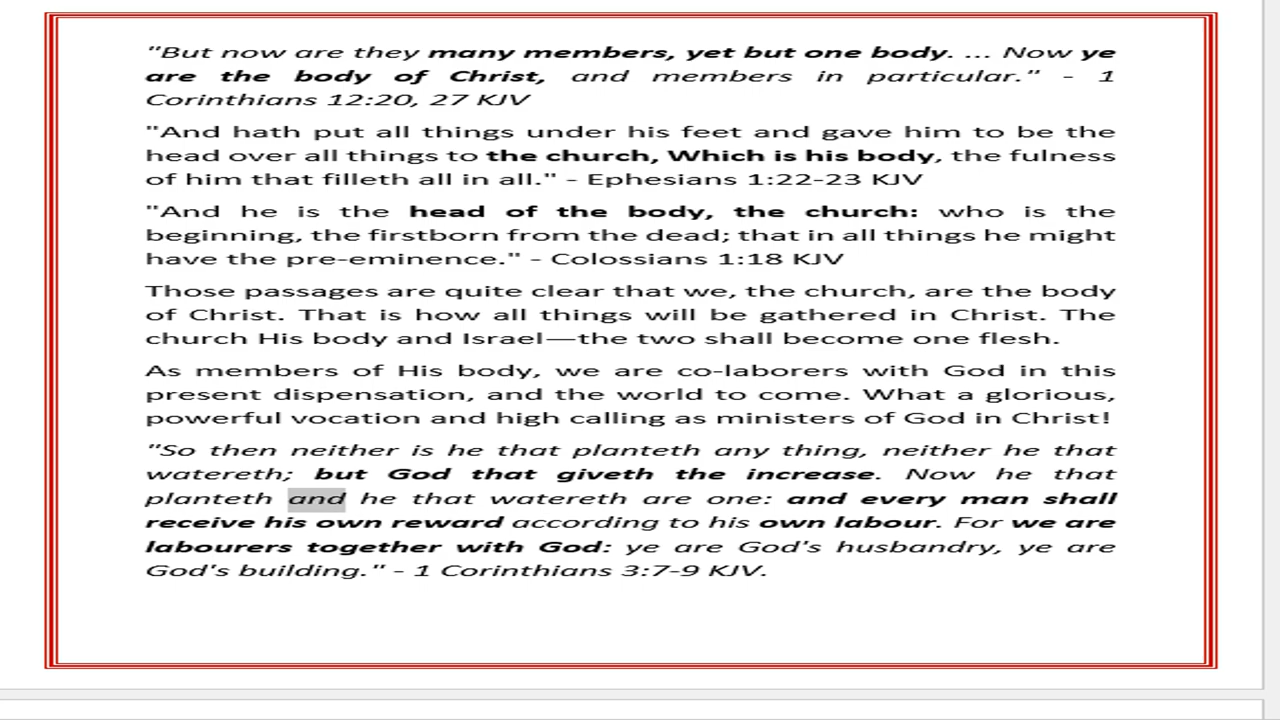 "But now are they many members, yet but one body. ... Now ye
are the body of Christ, and members in particular." - 1
Corinthians 12:20, 27 KJV
"And hath put all things under his feet and gave him to be the
head over all things to the church, Which is his body, the fulness
of him that filleth all in all." - Ephesians 1:22-23 KJV
"And he is the head of the body, the church: who is the
beginning, the firstborn from the dead; that in all things he might
have the pre-eminence." - Colossians 1:18 KJV
Those passages are quite clear that we, the church, are the body
of Christ. That is how all things will be gathered in Christ. The
church His body and Israel—the two shall become one flesh.
As members of His body, we are co-laborers with God in this
present dispensation, and the world to come. What a glorious,
powerful vocation and high calling as ministers of God in Christ!
"So then neither is he that planteth any thing, neither he that
watereth; but God that giveth the increase. Now he that
planteth and he that watereth are one: and every man shall
receive his own reward according to his own labour. For we are
labourers together with God: ye are God's husbandry, ye are
God's building." - 1 Corinthians 3:7-9 KJV.